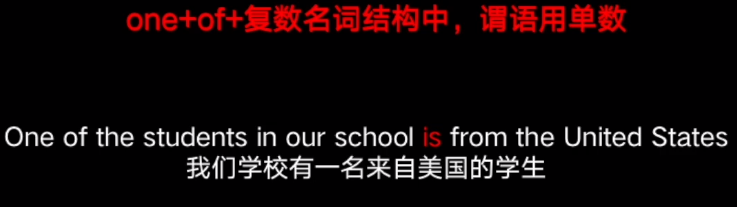 one+of+复数名词结构中，谓语用单数
One of the students in our school is from the United States
我们学校有一名来自美国的学生